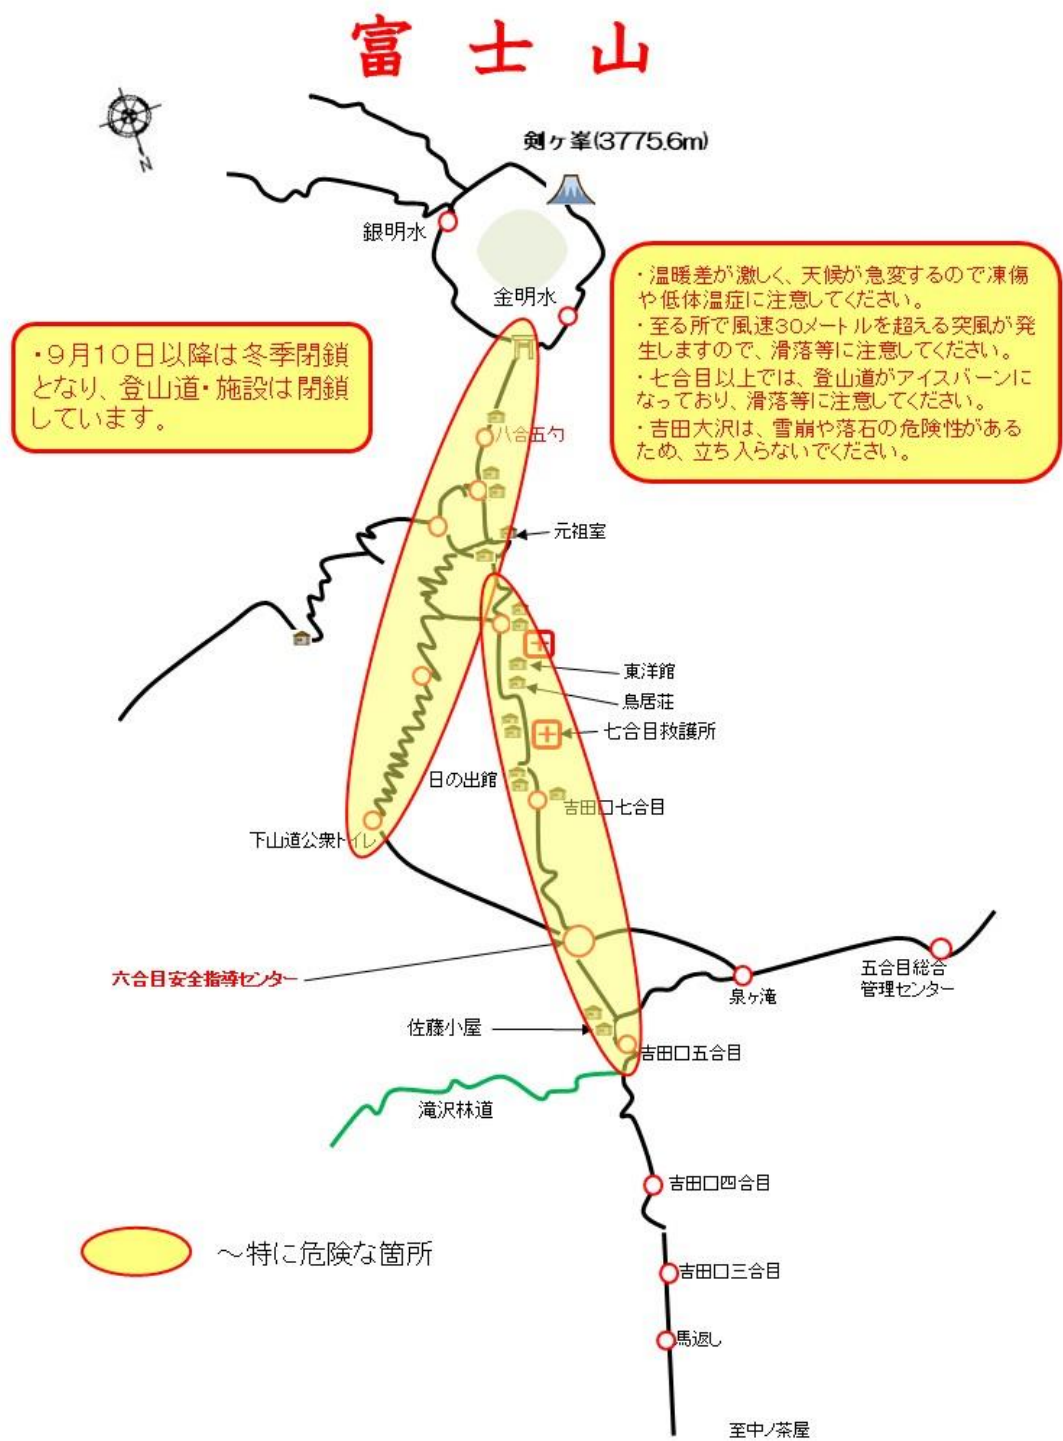 富士山
N
剣ヶ峯(3775.6m)
銀明水
金明水
・温暖差が激しく、天候が急変するので凍傷
や低体温症に注意してください。
・至る所で風速30メートルを超える突風が発
生しますので、滑落等に注意してください。
・七合目以上では、登山道がアイスバーンに
なっており、滑落等に注意してください。
・吉田大沢は、雪崩や落石の危険性がある
ため、立ち入らないでください。
・9月10日以降は冬季閉鎖
となり、登山道・施設は閉鎖
しています。
八合五勺
元祖室
東洋館
鳥居荘
七合目救護所
日の出館
吉田口七合目
下山道公衆トイレ
六合目安全指導センター
五合目総合
管理センター
泉ヶ滝
佐藤小屋
吉田口五合目
滝沢林道
吉田口四合目
～特に危険な箇所
吉田口三合目
馬返し
至中ノ茶屋